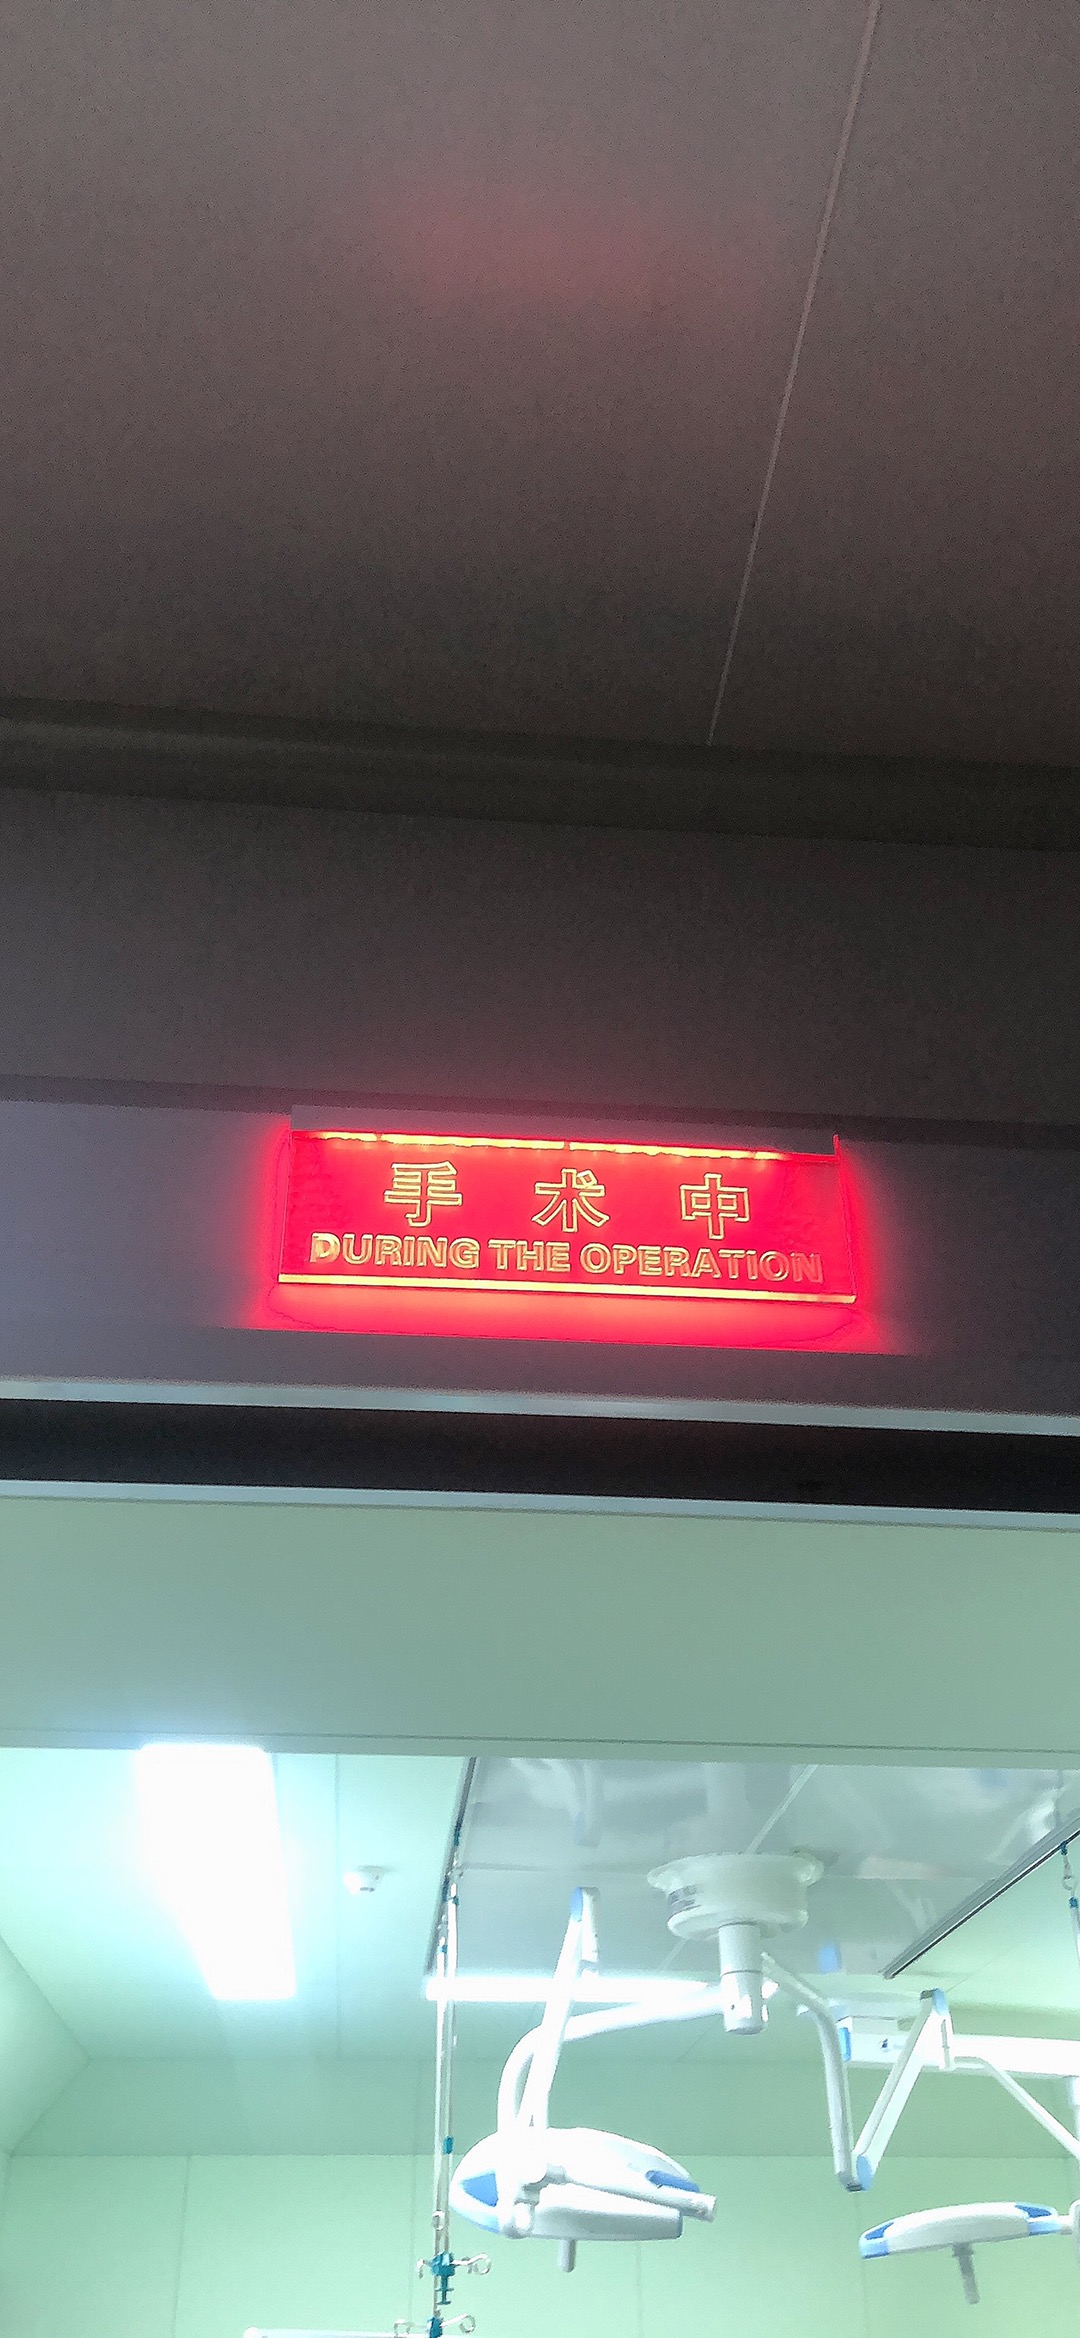 手术中
DURING THE OPERATION